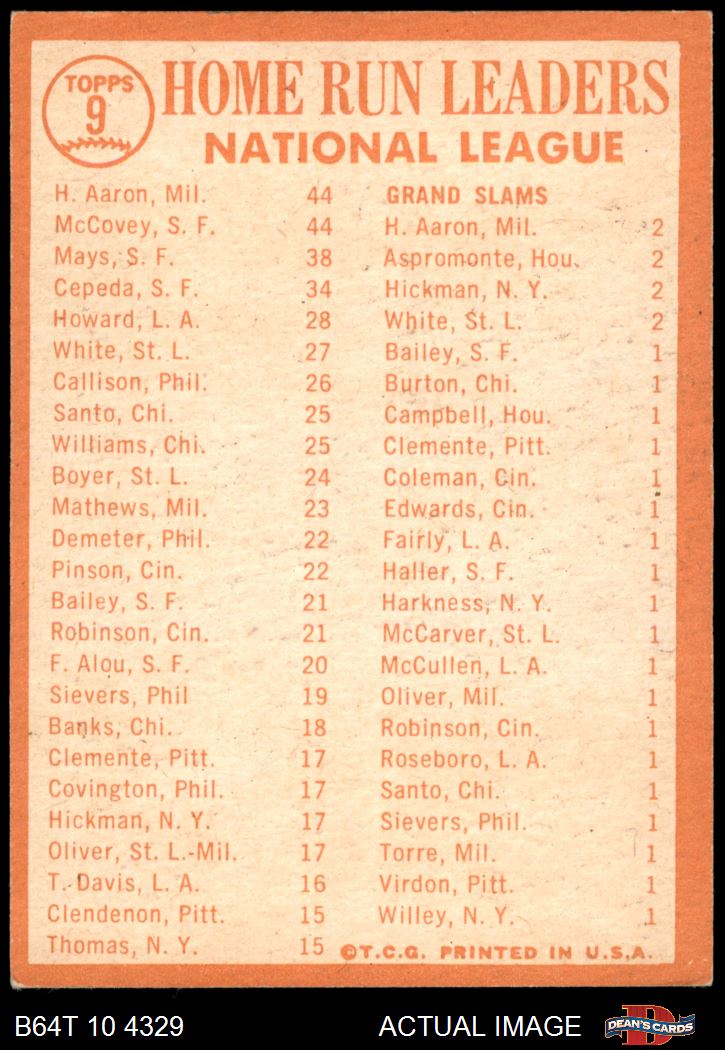 TOPPS
9
HOME RUN LEADERS
NATIONAL LEAGUE
H. Aaron, Mil. 44
McCovey, S. F. 44
Mays, S. F. 38
Cepeda, S. F. 34
Howard, L. A. 28
White, St. L. 27
Callison, Phil. 26
Santo, Chi. 25
Williams, Chi. 25
Boyer, St. L. 24
Mathews, Mil. 23
Demeter, Phil. 22
Pinson, Cin. 22
Bailey, S. F. 21
Robinson, Cin. 21
F. Alou, S. F. 20
Sievers, Phil 19
Banks, Chi. 18
Clemente, Pitt. 17
Covington, Phil. 17
Hickman, N. Y. 17
Oliver, St. L.-Mil. 17
T. Davis, L. A. 16
Clendenon, Pitt. 15
Thomas, N. Y. 15
GRAND SLAMS
H. Aaron, Mil. 2
Aspromonte, Hou. 2
Hickman, N. Y. 2
White, St. L. 2
Bailey, S. F. 1
Burton, Chi. 1
Campbell, Hou. 1
Clemente, Pitt. 1
Coleman, Cin. 1
Edwards, Cin. 1
Fairly, L. A. 1
Haller, S. F. 1
Harkness, N. Y. 1
McCarver, St. L. 1
McCullen, L. A. 1
Oliver, Mil. 1
Robinson, Cin. 1
Roseboro, L. A. 1
Santo, Chi. 1
Sievers, Phil. 1
Torre, Mil. 1
Virdon, Pitt. 1
Willey, N. Y. 1
©T.C.G. PRINTED IN U.S.A.
B64T 10 4329
ACTUAL IMAGE
D
DEAN'S CARDS